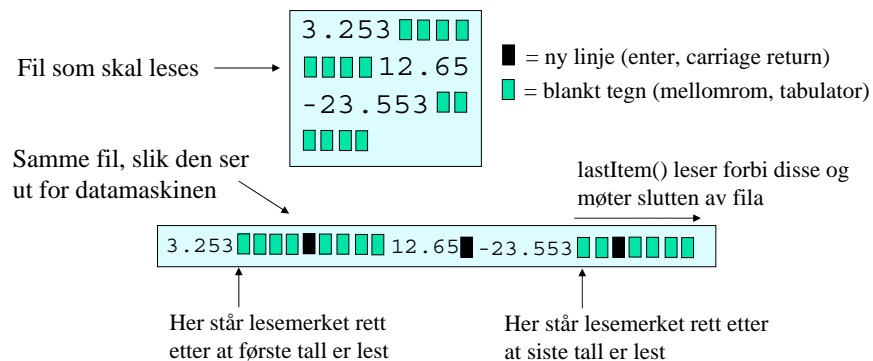 3.253
12.65
-23.553
Fil som skal leses
= ny linje (enter, carriage return)
= blankt tegn (mellomrom, tabulator)
Samme fil, slik den ser
ut for datamaskinen
lastItem() leser forbi disse og
møter slutten av fila
3.253 12.65 -23.553
Her står lesemerket rett
etter at første tall er lest
Her står lesemerket rett etter
at siste tall er lest